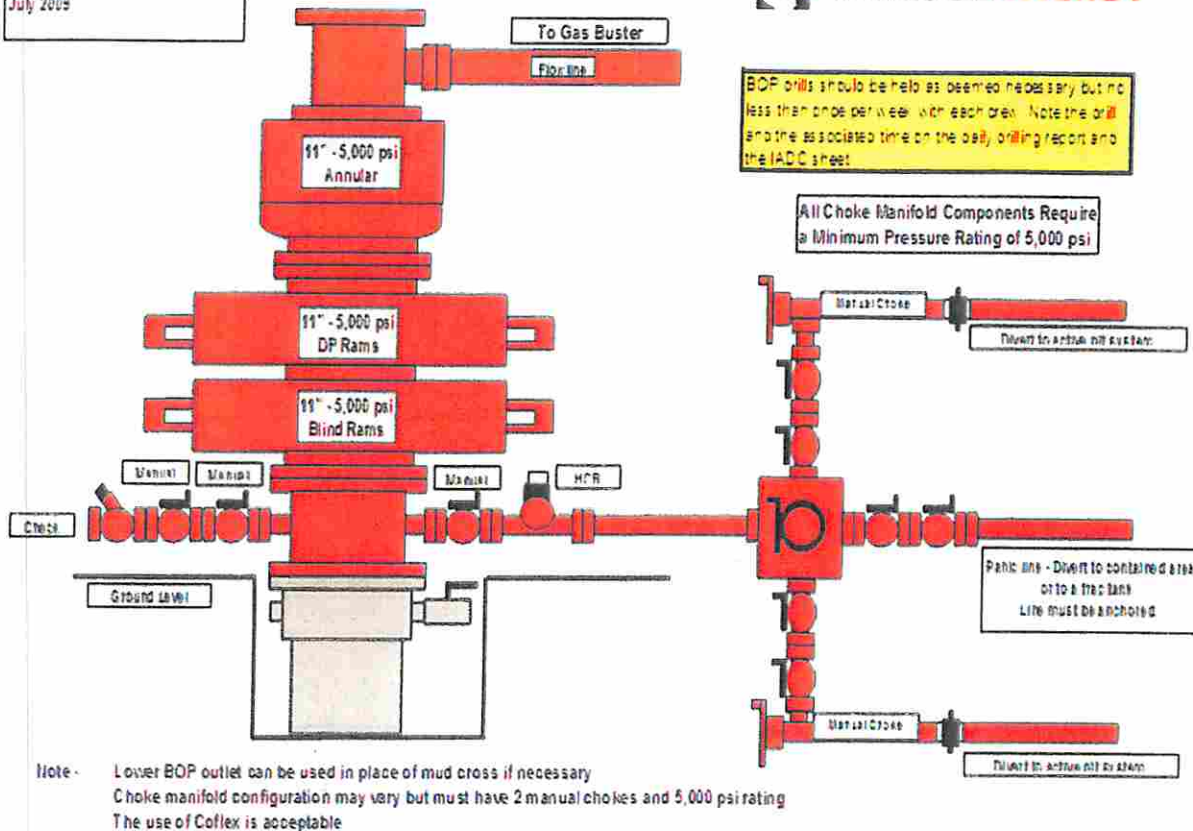 July 2009
To Gas Buster
Flow line
BOP drills should be help as deemed necessary but no
less than once per week with each crew. Note the drill
and the associated time on the daily drilling report and
the IADC sheet
11" - 5,000 psi
Annular
All Choke Manifold Components Require
a Minimum Pressure Rating of 5,000 psi
Manual Choke
11" - 5,000 psi
DP Rams
Divert to active pit system
11" - 5,000 psi
Blind Rams
Manual
Manual
Manual
HCR
Check
Panic line - Divert to contained area
or to a frac tank
Line must be anchored
Ground Level
Manual Choke
Divert to active pit system
Note - Lower BOP outlet can be used in place of mud cross if necessary
Choke manifold configuration may vary but must have 2 manual chokes and 5,000 psi rating
The use of Coflex is acceptable